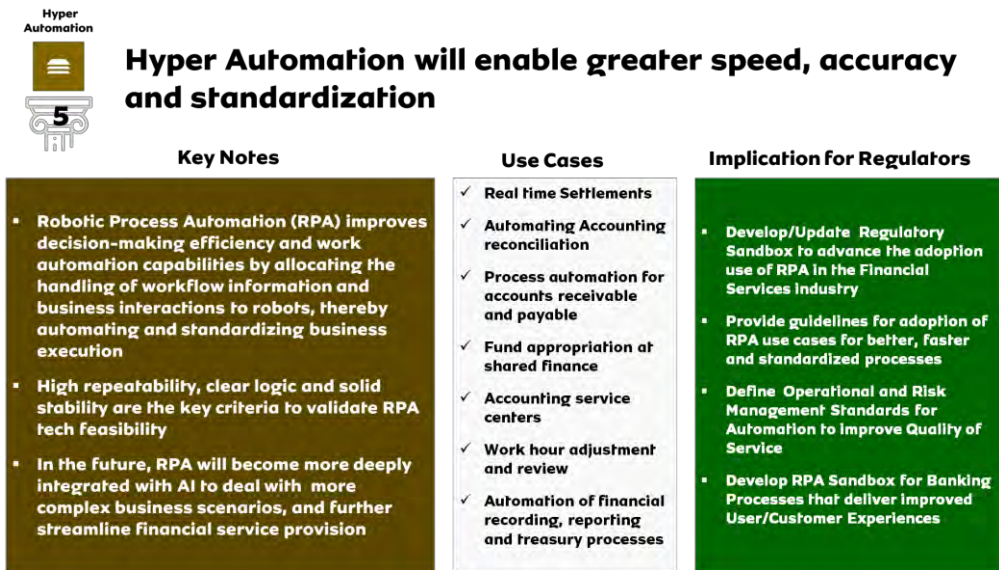 Hyper
Automation
5
Hyper Automation will enable greater speed, accuracy
and standardization
Key Notes
▪ Robotic Process Automation (RPA) improves
decision-making efficiency and work
automation capabilities by allocating the
handling of workflow information and
business interactions to robots, thereby
automating and standardizing business
execution
▪ High repeatability, clear logic and solid
stability are the key criteria to validate RPA
tech feasibility
▪ In the future, RPA will become more deeply
integrated with AI to deal with more
complex business scenarios, and further
streamline financial service provision
Use Cases
✓ Real time Settlements
✓ Automating Accounting
reconciliation
✓ Process automation for
accounts receivable
and payable
✓ Fund appropriation at
shared finance
✓ Accounting service
centers
✓ Work hour adjustment
and review
✓ Automation of financial
recording, reporting
and treasury processes
Implication for Regulators
▪ Develop/Update Regulatory
Sandbox to advance the adoption
use of RPA in the Financial
Services industry
▪ Provide guidelines for adoption of
RPA use cases for better, faster
and standardized processes
▪ Define Operational and Risk
Management Standards for
Automation to improve Quality of
Service
▪ Develop RPA Sandbox for Banking
Processes that deliver improved
User/Customer Experiences